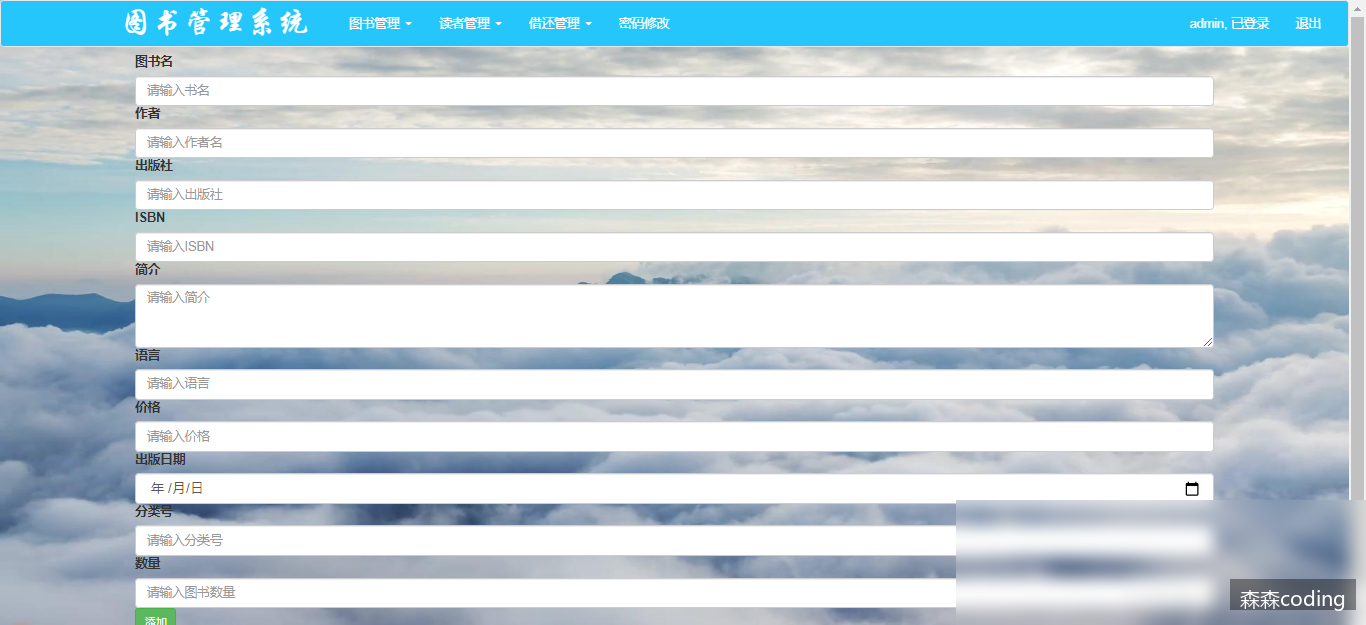 图书管理系统 图书管理 读者管理 借还管理 密码修改 admin, 已登录 退出
图书名
请输入书名
作者
请输入作者名
出版社
请输入出版社
ISBN
请输入ISBN
简介
请输入简介
语言
请输入语言
价格
请输入价格
出版日期
年 /月/日
分类号
请输入分类号
数量
请输入图书数量
添加
森森coding